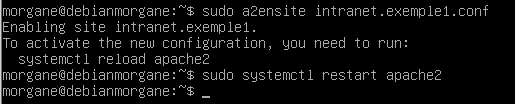 morgane@debianmorgane:~$ sudo a2ensite intranet.exemple1.conf
Enabling site intranet.exemple1.
To activate the new configuration, you need to run:
  systemctl reload apache2
morgane@debianmorgane:~$ sudo systemctl restart apache2
morgane@debianmorgane:~$ _